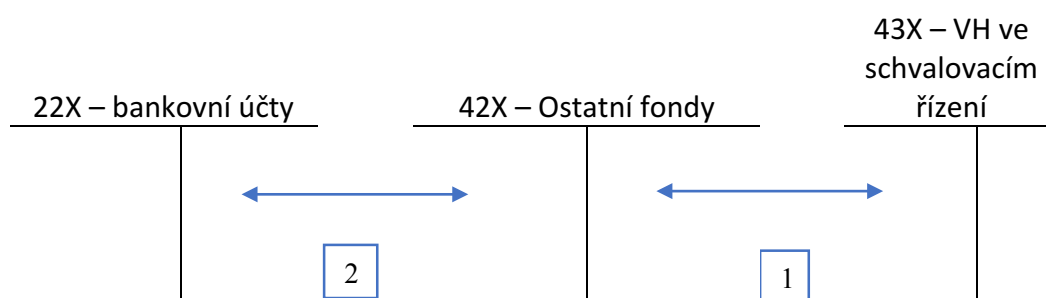 43X – VH ve
schvalovacím
řízení
22X – bankovní účty
42X – Ostatní fondy
2
1